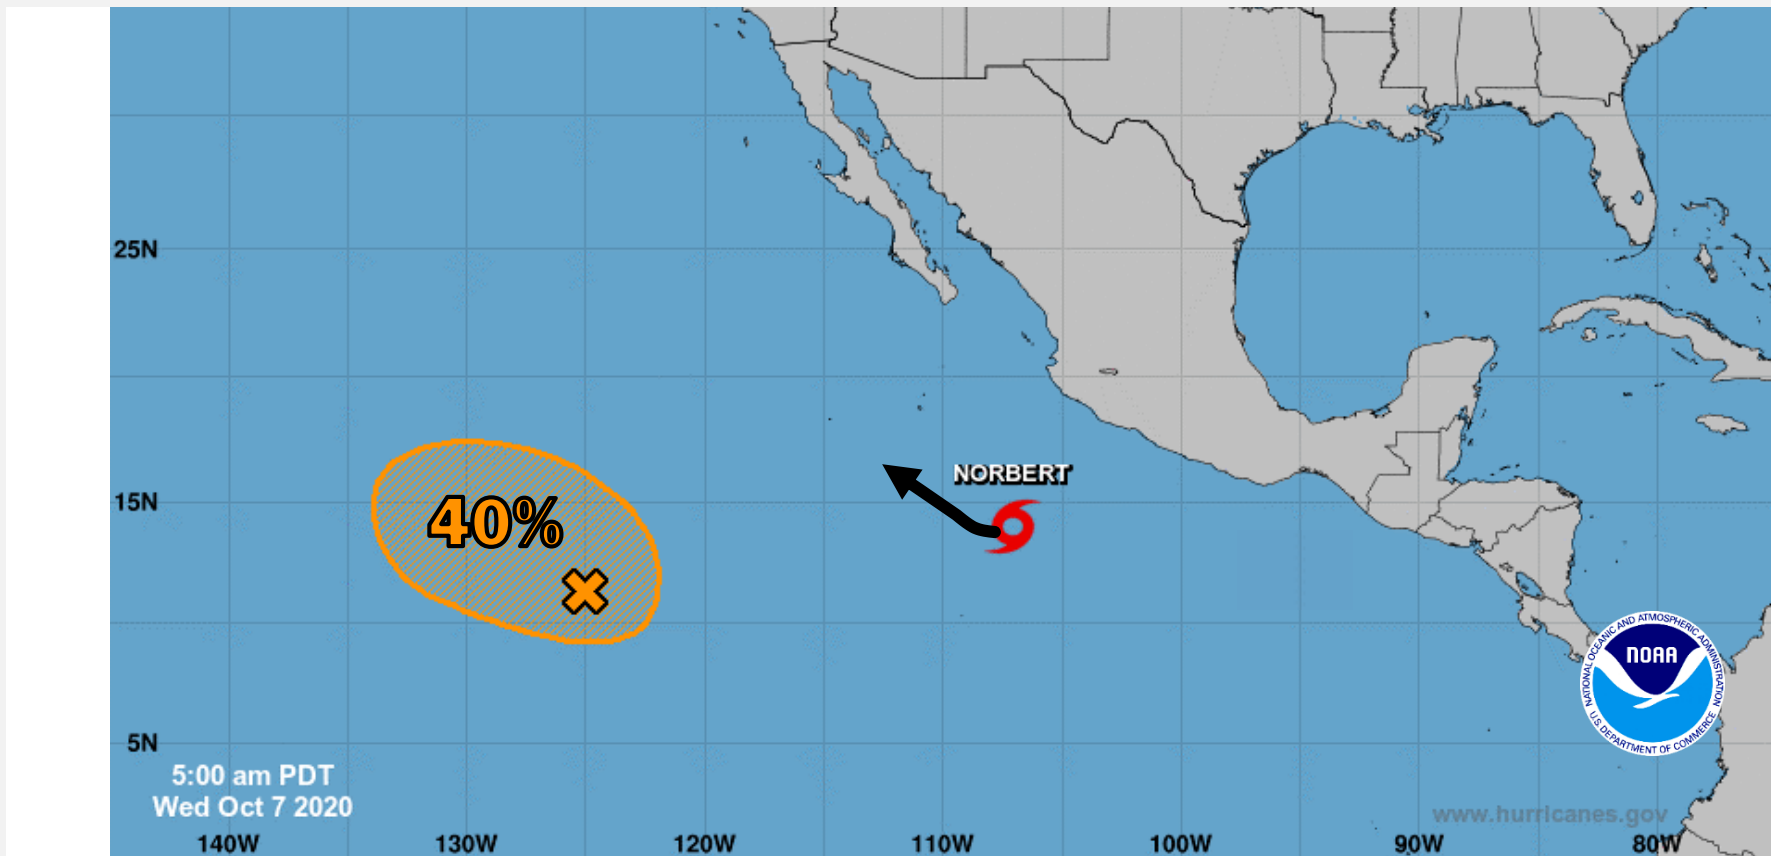 25N
NORBERT
15N
40%
NATIONAL OCEANIC AND ATMOSPHERIC ADMINISTRATION
NOAA
U.S. DEPARTMENT OF COMMERCE
5N
5:00 am PDT
Wed Oct 7 2020
www.hurricanes.gov
140W 130W 120W 110W 100W 90W 80W